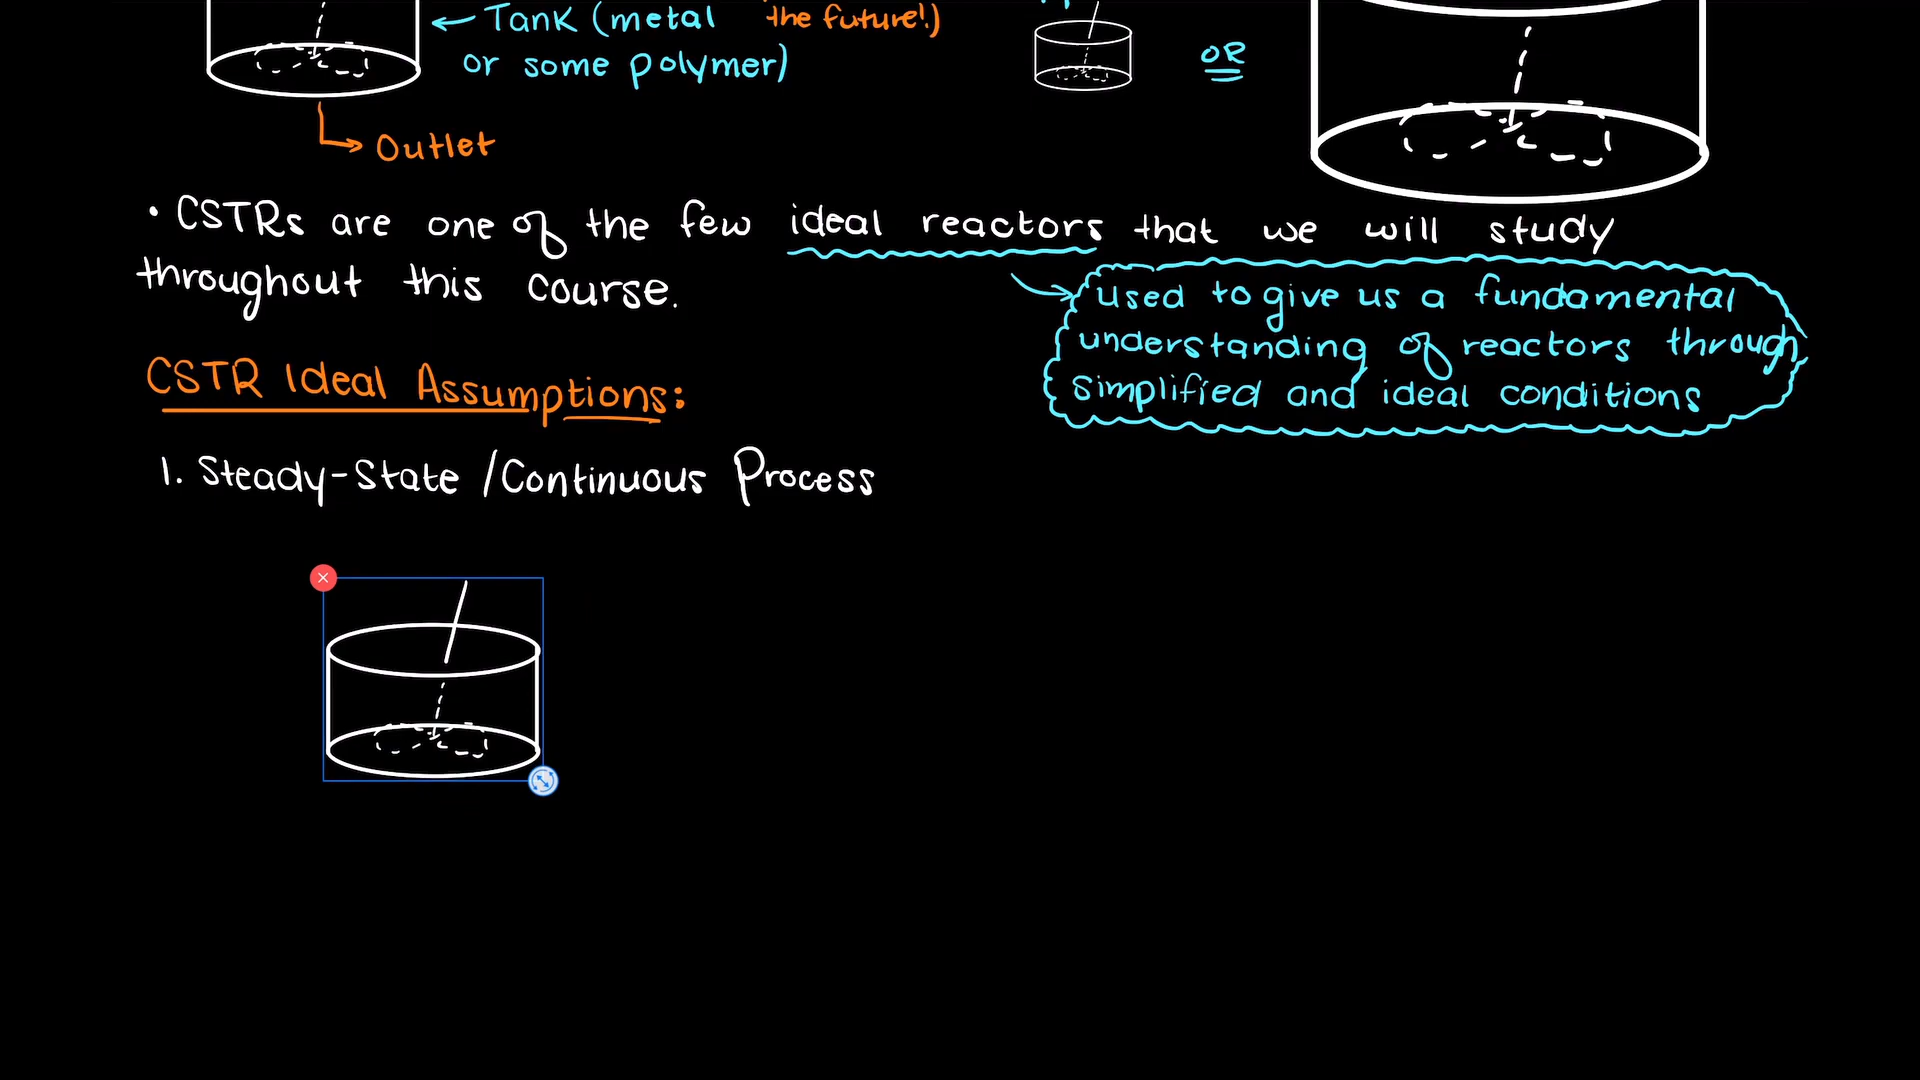 ← Tank (metal the future!)
or some polymer)
OR
Outlet
• CSTRs are one of the few ideal reactors that we will study
throughout this course.
used to give us a fundamental
understanding of reactors through
simplified and ideal conditions
CSTR Ideal Assumptions:
1. Steady-State / Continuous Process